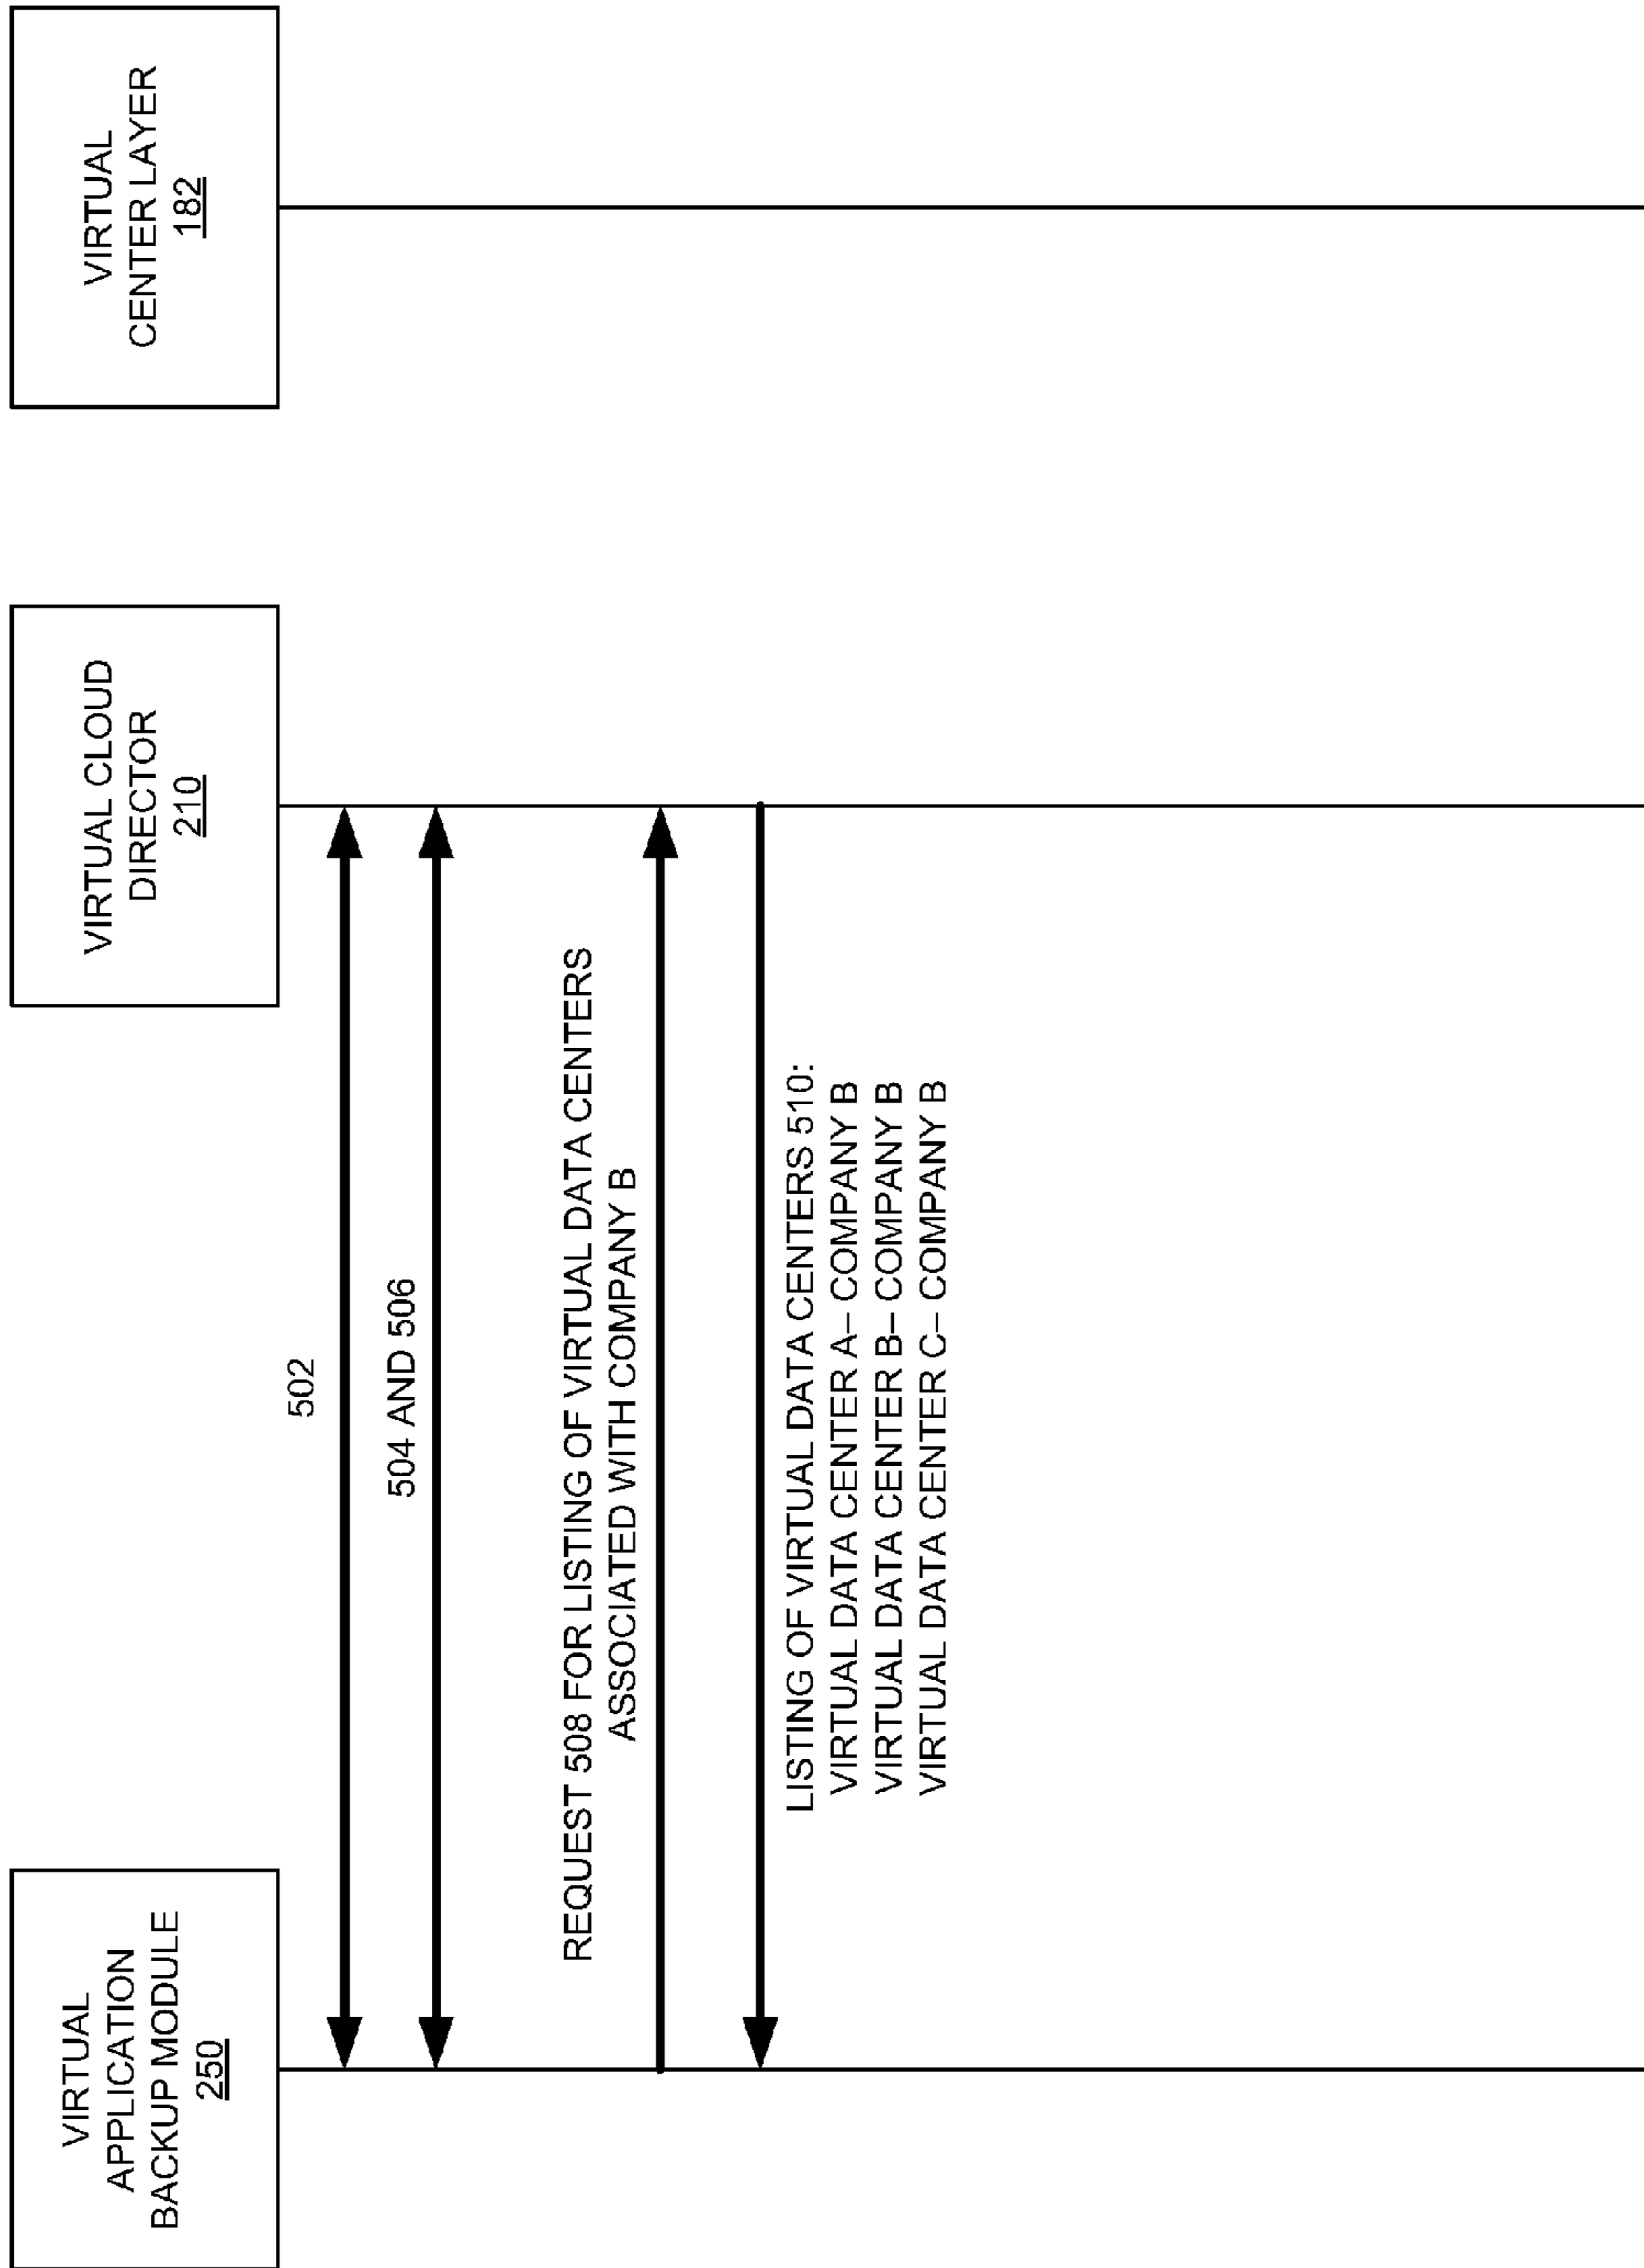 VIRTUAL
APPLICATION
BACKUP MODULE
250
VIRTUAL CLOUD
DIRECTOR
210
VIRTUAL
CENTER LAYER
182
502
504 AND 506
REQUEST 508 FOR LISTING OF VIRTUAL DATA CENTERS
ASSOCIATED WITH COMPANY B
LISTING OF VIRTUAL DATA CENTERS 510:
VIRTUAL DATA CENTER A– COMPANY B
VIRTUAL DATA CENTER B– COMPANY B
VIRTUAL DATA CENTER C– COMPANY B